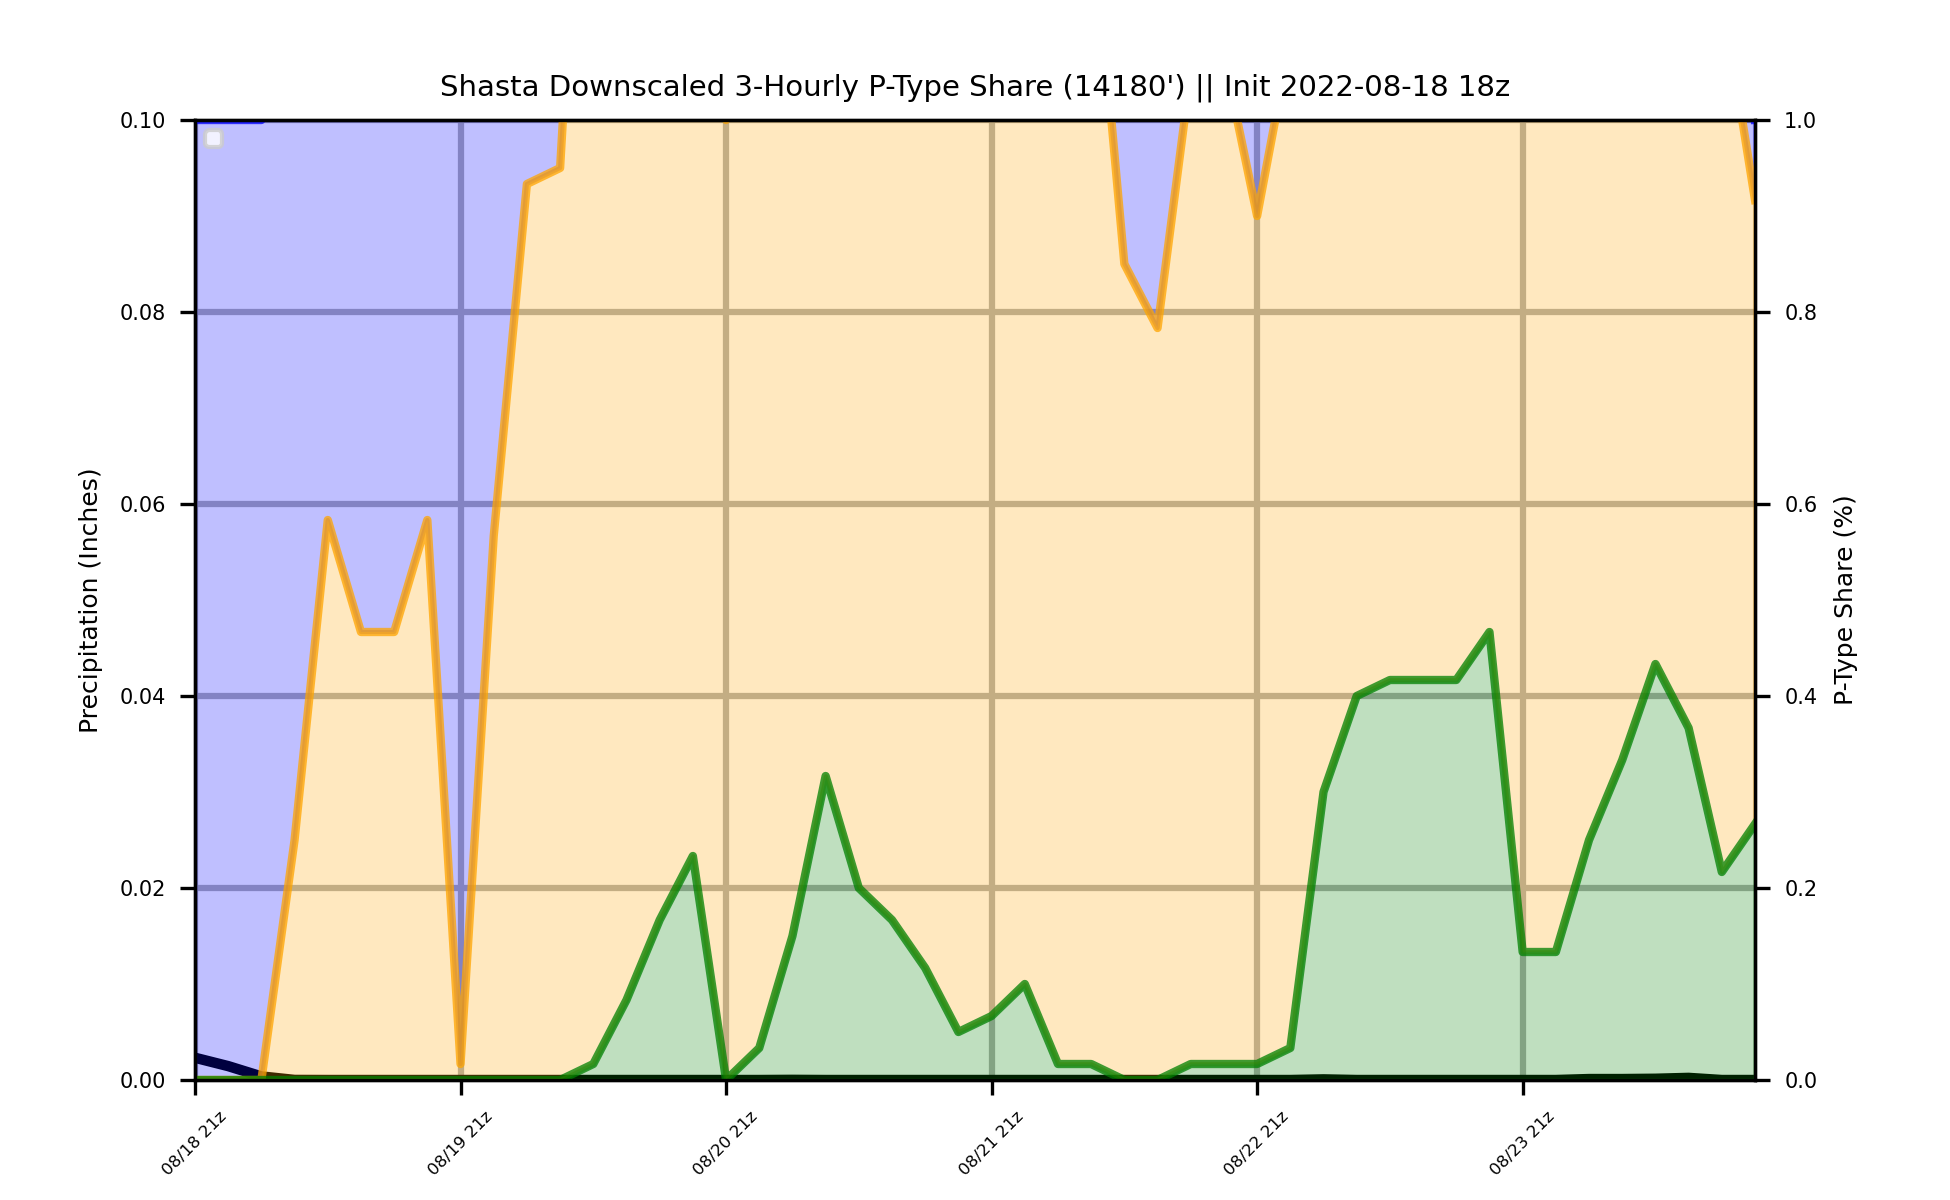 Shasta Downscaled 3-Hourly P-Type Share (14180') || Init 2022-08-18 18z
Precipitation (Inches)
0.10
0.08
0.06
0.04
0.02
0.00
1.0
0.8
0.6
0.4
0.2
0.0
P-Type Share (%)
08/18 21z
08/19 21z
08/20 21z
08/21 21z
08/22 21z
08/23 21z